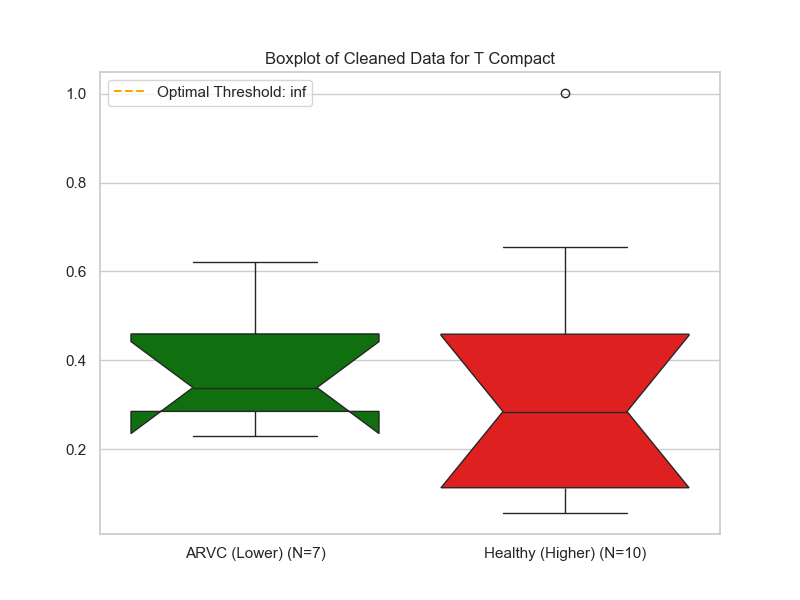 Boxplot of Cleaned Data for T Compact
Optimal Threshold: inf
1.0
0.8
0.6
0.4
0.2
ARVC (Lower) (N=7)
Healthy (Higher) (N=10)